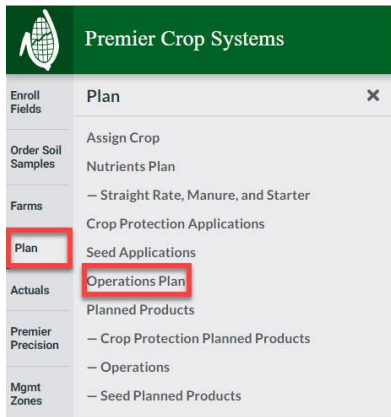 Premier Crop Systems
Enroll
Fields
Order Soil
Samples
Farms
Plan
Actuals
Premier
Precision
Mgmt
Zones
Plan
Assign Crop
Nutrients Plan
– Straight Rate, Manure, and Starter
Crop Protection Applications
Seed Applications
Operations Plan
Planned Products
– Crop Protection Planned Products
– Operations
– Seed Planned Products